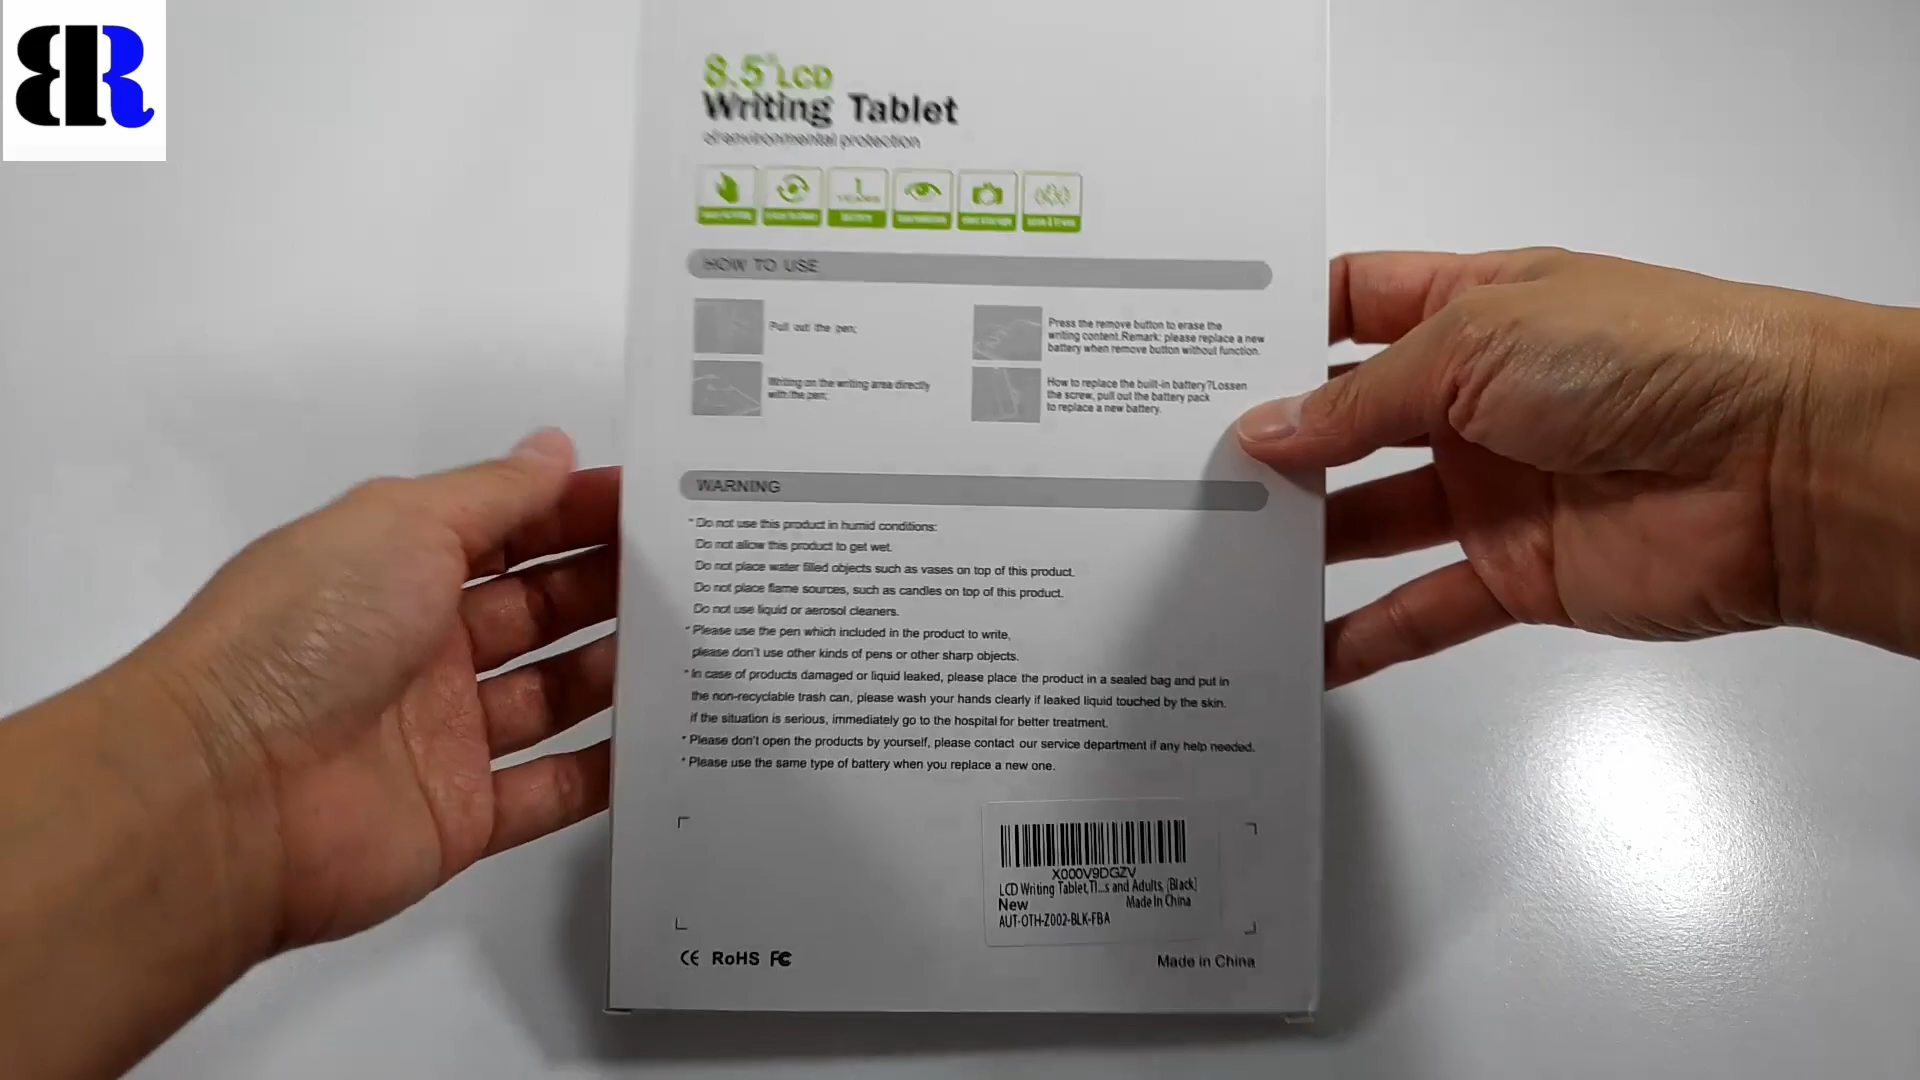 BR
8.5" LCD
Writing Tablet
of environmental protection
1
YEARS
HOW TO USE
Pull out the pen;
Writing on the writing area directly
with the pen;
Press the remove button to erase the
writing content.Remark: please replace a new
battery when remove button without function.
How to replace the built-in battery?Lossen
the screw, pull out the battery pack
to replace a new battery.
WARNING
* Do not use this product in humid conditions:
Do not allow this product to get wet.
Do not place water filled objects such as vases on top of this product.
Do not place flame sources, such as candles on top of this product.
Do not use liquid or aerosol cleaners.
* Please use the pen which included in the product to write,
please don't use other kinds of pens or other sharp objects.
* In case of products damaged or liquid leaked, please place the product in a sealed bag and put in
the non-recyclable trash can, please wash your hands clearly if leaked liquid touched by the skin.
if the situation is serious, immediately go to the hospital for better treatment.
* Please don't open the products by yourself, please contact our service department if any help needed.
* Please use the same type of battery when you replace a new one.
X000V9DGZV
LCD Writing Tablet,Tl...s and Adults, (Black)
New Made In China
AUT-OTH-Z002-BLK-FBA
CE RoHS FC
Made in China